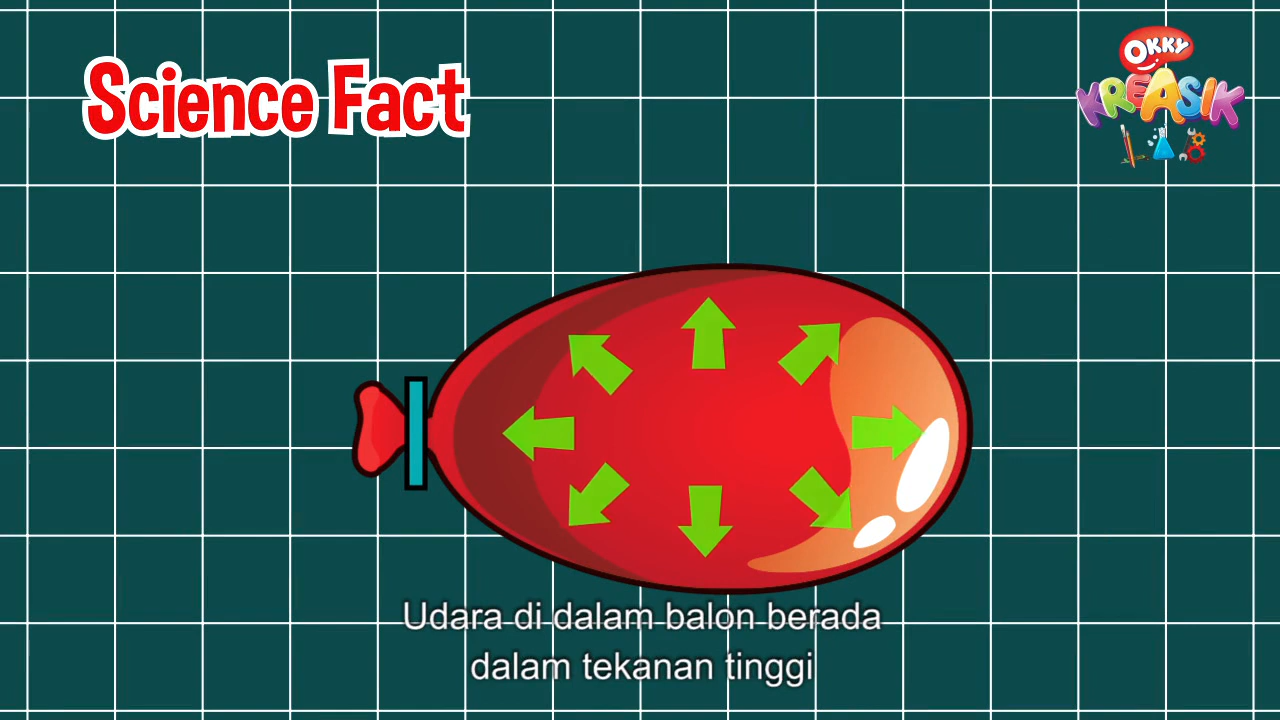 Science Fact
OKKY
KREASIK
Udara di dalam balon berada
dalam tekanan tinggi